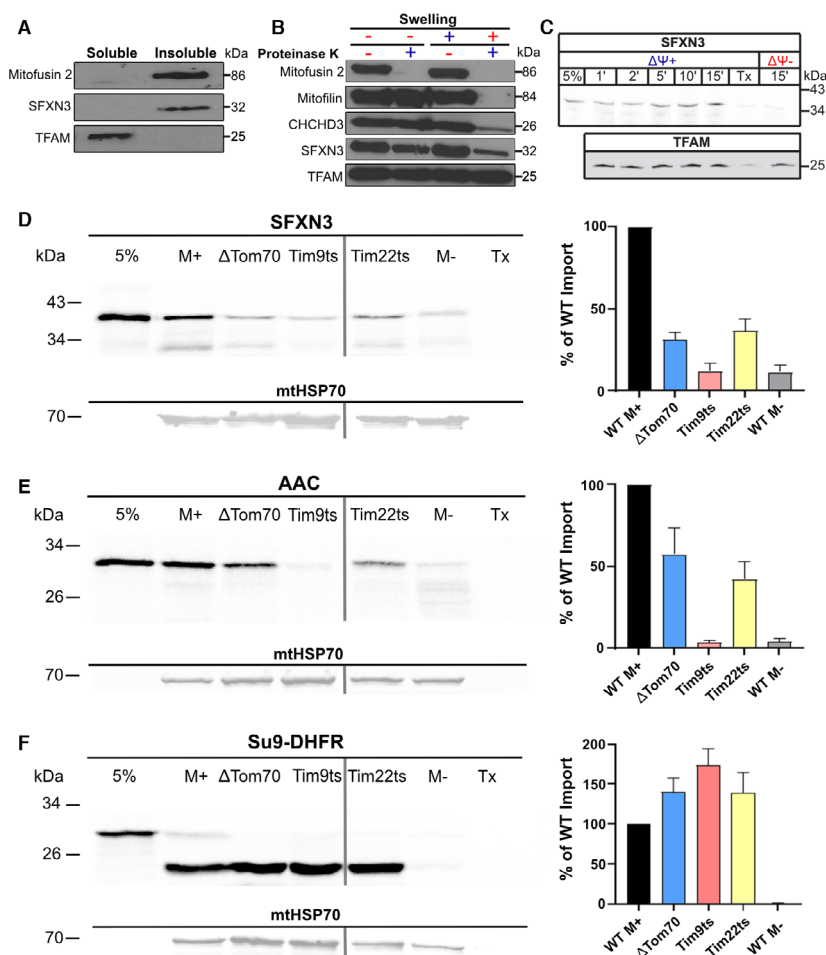 A
Soluble Insoluble kDa
Mitofusin 2 86
SFXN3 32
TFAM 25
B
Swelling
- - + +
Proteinase K - + - + kDa
Mitofusin 2 86
Mitofilin 84
CHCHD3 26
SFXN3 32
TFAM 25
C
SFXN3
ΔΨ+ ΔΨ-
5% 1' 2' 5' 10' 15' Tx 15' kDa
43
34
TFAM
25
D
SFXN3
kDa 5% M+ ΔTom70 Tim9ts Tim22ts M- Tx
43
34
mtHSP70
70
% of WT Import
100
50
0
WT M+ ΔTom70 Tim9ts Tim22ts WT M-
E
AAC
kDa 5% M+ ΔTom70 Tim9ts Tim22ts M- Tx
34
26
mtHSP70
70
% of WT Import
100
50
0
WT M+ ΔTom70 Tim9ts Tim22ts WT M-
F
Su9-DHFR
kDa 5% M+ ΔTom70 Tim9ts Tim22ts M- Tx
34
26
mtHSP70
70
% of WT Import
200
150
100
50
0
WT M+ ΔTom70 Tim9ts Tim22ts WT M-